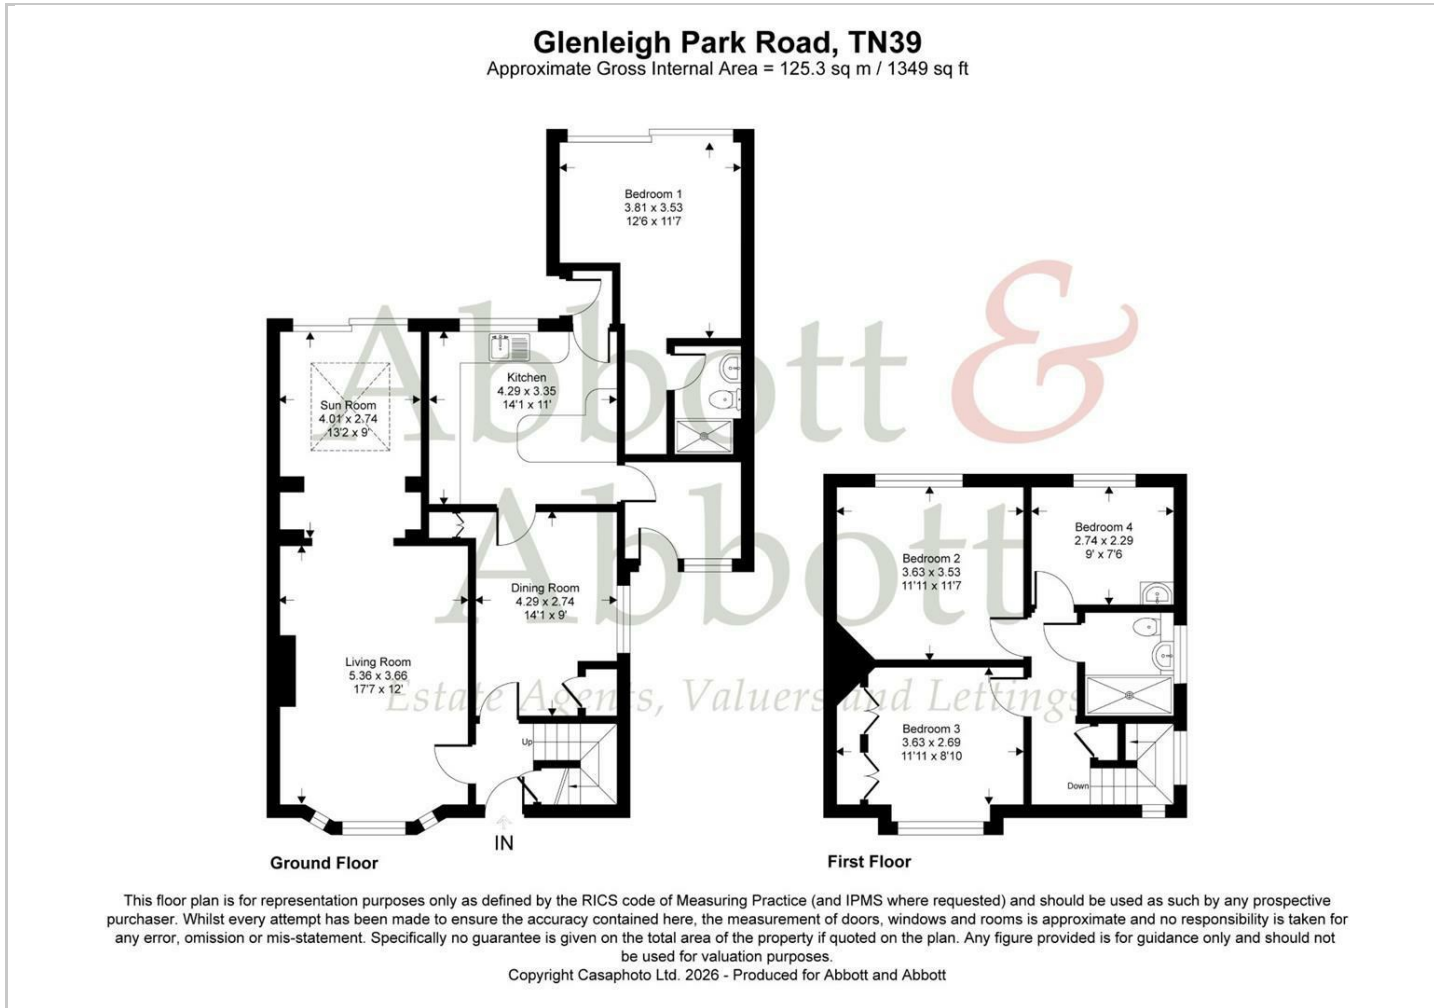 Glenleigh Park Road, TN39
Approximate Gross Internal Area = 125.3 sq m / 1349 sq ft
Bedroom 1
3.81 x 3.53
12'6 x 11'7
Kitchen
4.29 x 3.35
14'1 x 11'
Sun Room
4.01 x 2.74
13'2 x 9'
Dining Room
4.29 x 2.74
14'1 x 9'
Living Room
5.36 x 3.66
17'7 x 12'
Up
IN
Ground Floor
Bedroom 2
3.63 x 3.53
11'11 x 11'7
Bedroom 4
2.74 x 2.29
9' x 7'6
Bedroom 3
3.63 x 2.69
11'11 x 8'10
Down
First Floor
Abbott &
Abbott
Estate Agents, Valuers and Lettings
This floor plan is for representation purposes only as defined by the RICS code of Measuring Practice (and IPMS where requested) and should be used as such by any prospective
purchaser. Whilst every attempt has been made to ensure the accuracy contained here, the measurement of doors, windows and rooms is approximate and no responsibility is taken for
any error, omission or mis-statement. Specifically no guarantee is given on the total area of the property if quoted on the plan. Any figure provided is for guidance only and should not
be used for valuation purposes.
Copyright Casaphoto Ltd. 2026 - Produced for Abbott and Abbott